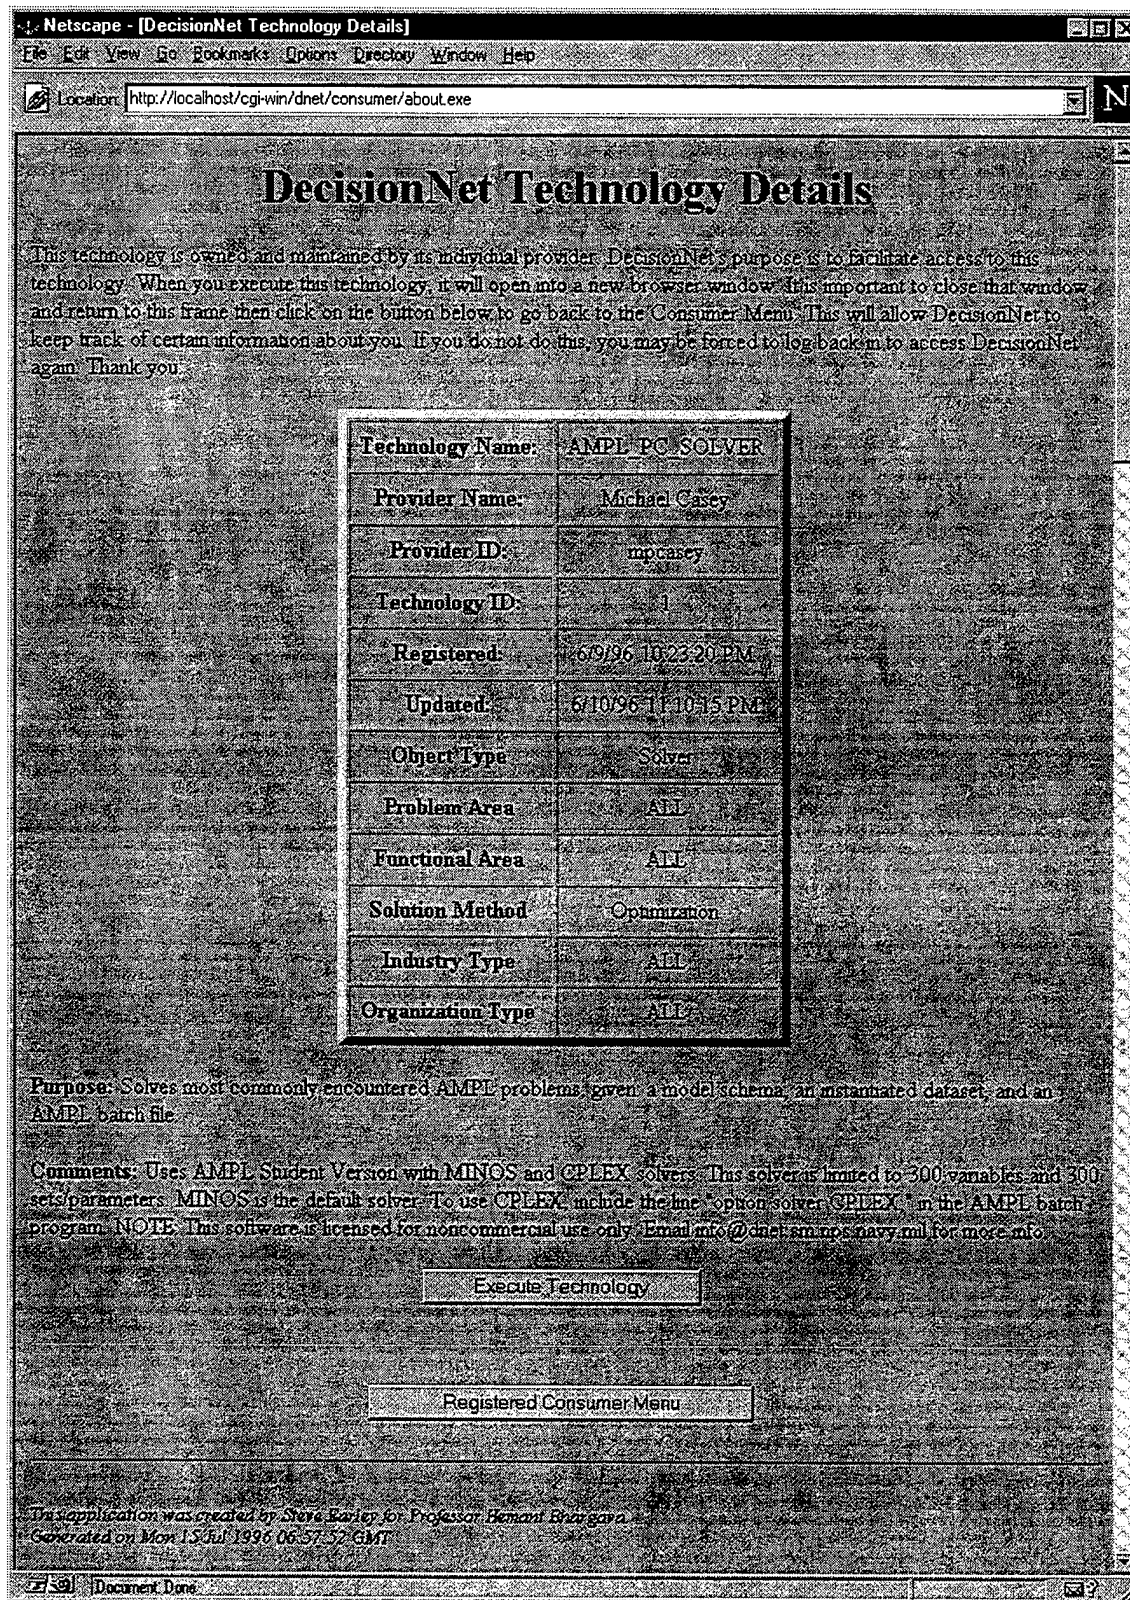 Netscape - [DecisionNet Technology Details]
File Edit View Go Bookmarks Options Directory Window Help
Location: http://localhost/cgi-win/dnet/consumer/about.exe
N
DecisionNet Technology Details
This technology is owned and maintained by its individual provider. DecisionNet's purpose is to facilitate access to this
technology. When you execute this technology, it will open into a new browser window. It is important to close that window
and return to this frame then click on the button below to go back to the Consumer Menu. This will allow DecisionNet to
keep track of certain information about you. If you do not do this, you may be forced to log back in to access DecisionNet
again. Thank you.
Technology Name: AMPL_PC_SOLVER
Provider Name: Michael Casey
Provider ID: mpcasey
Technology ID: 1
Registered: 6/9/96 10:23:20 PM
Updated: 6/10/96 11:10:15 PM
Object Type Solver
Problem Area ALL
Functional Area ALL
Solution Method Optimization
Industry Type ALL
Organization Type ALL
Purpose: Solves most commonly encountered AMPL problems, given: a model schema, an instantiated dataset, and an
AMPL batch file.
Comments: Uses AMPL Student Version with MINOS and CPLEX solvers. This solver is limited to 300 variables and 300
sets/parameters. MINOS is the default solver. To use CPLEX, include the line "option solver CPLEX;" in the AMPL batch
program. NOTE: This software is licensed for noncommercial use only. Email info@dnet.sm.nps.navy.mil for more info.
Execute Technology
Registered Consumer Menu
This application was created by Steve Earley for Professor Hemant Bhargava.
Generated on Mon 15 Jul 1996 06:57:52 GMT
Document: Done